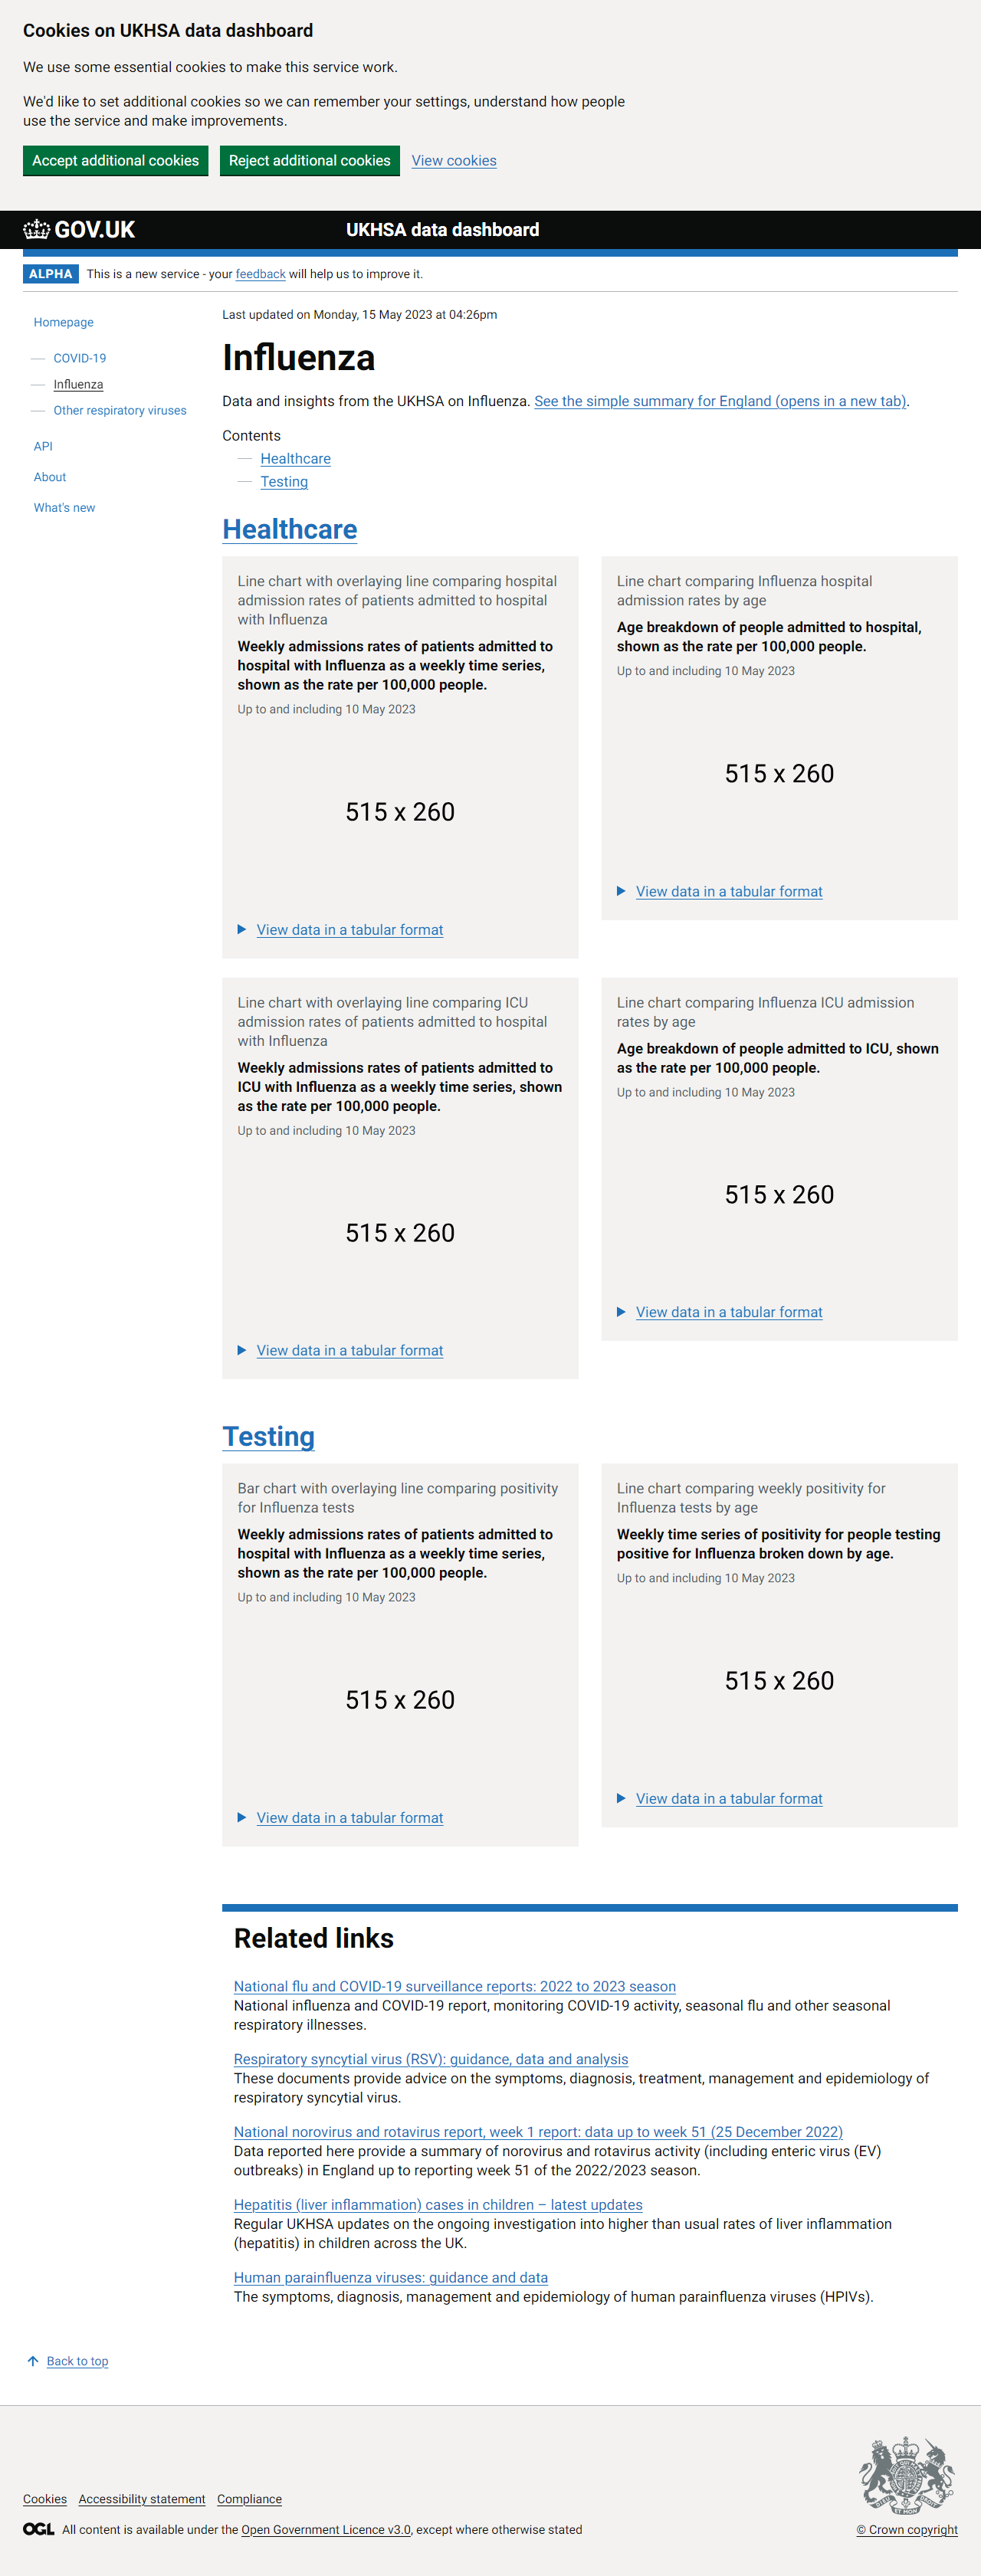 Cookies on UKHSA data dashboard
We use some essential cookies to make this service work.
We'd like to set additional cookies so we can remember your settings, understand how people
use the service and make improvements.
Accept additional cookies
Reject additional cookies
View cookies
GOV.UK
UKHSA data dashboard
ALPHA
This is a new service - your feedback will help us to improve it.
Homepage
COVID-19
Influenza
Other respiratory viruses
API
About
What's new
Last updated on Monday, 15 May 2023 at 04:26pm
Influenza
Data and insights from the UKHSA on Influenza. See the simple summary for England (opens in a new tab).
Contents
Healthcare
Testing
Healthcare
Line chart with overlaying line comparing hospital
admission rates of patients admitted to hospital
with Influenza
Weekly admissions rates of patients admitted to
hospital with Influenza as a weekly time series,
shown as the rate per 100,000 people.
Up to and including 10 May 2023
515 x 260
View data in a tabular format
Line chart comparing Influenza hospital
admission rates by age
Age breakdown of people admitted to hospital,
shown as the rate per 100,000 people.
Up to and including 10 May 2023
515 x 260
View data in a tabular format
Line chart with overlaying line comparing ICU
admission rates of patients admitted to hospital
with Influenza
Weekly admissions rates of patients admitted to
ICU with Influenza as a weekly time series, shown
as the rate per 100,000 people.
Up to and including 10 May 2023
515 x 260
View data in a tabular format
Line chart comparing Influenza ICU admission
rates by age
Age breakdown of people admitted to ICU, shown
as the rate per 100,000 people.
Up to and including 10 May 2023
515 x 260
View data in a tabular format
Testing
Bar chart with overlaying line comparing positivity
for Influenza tests
Weekly admissions rates of patients admitted to
hospital with Influenza as a weekly time series,
shown as the rate per 100,000 people.
Up to and including 10 May 2023
515 x 260
View data in a tabular format
Line chart comparing weekly positivity for
Influenza tests by age
Weekly time series of positivity for people testing
positive for Influenza broken down by age.
Up to and including 10 May 2023
515 x 260
View data in a tabular format
Related links
National flu and COVID-19 surveillance reports: 2022 to 2023 season
National influenza and COVID-19 report, monitoring COVID-19 activity, seasonal flu and other seasonal
respiratory illnesses.
Respiratory syncytial virus (RSV): guidance, data and analysis
These documents provide advice on the symptoms, diagnosis, treatment, management and epidemiology of
respiratory syncytial virus.
National norovirus and rotavirus report, week 1 report: data up to week 51 (25 December 2022)
Data reported here provide a summary of norovirus and rotavirus activity (including enteric virus (EV)
outbreaks) in England up to reporting week 51 of the 2022/2023 season.
Hepatitis (liver inflammation) cases in children – latest updates
Regular UKHSA updates on the ongoing investigation into higher than usual rates of liver inflammation
(hepatitis) in children across the UK.
Human parainfluenza viruses: guidance and data
The symptoms, diagnosis, management and epidemiology of human parainfluenza viruses (HPIVs).
Back to top
Cookies
Accessibility statement
Compliance
OGL
All content is available under the Open Government Licence v3.0, except where otherwise stated
© Crown copyright